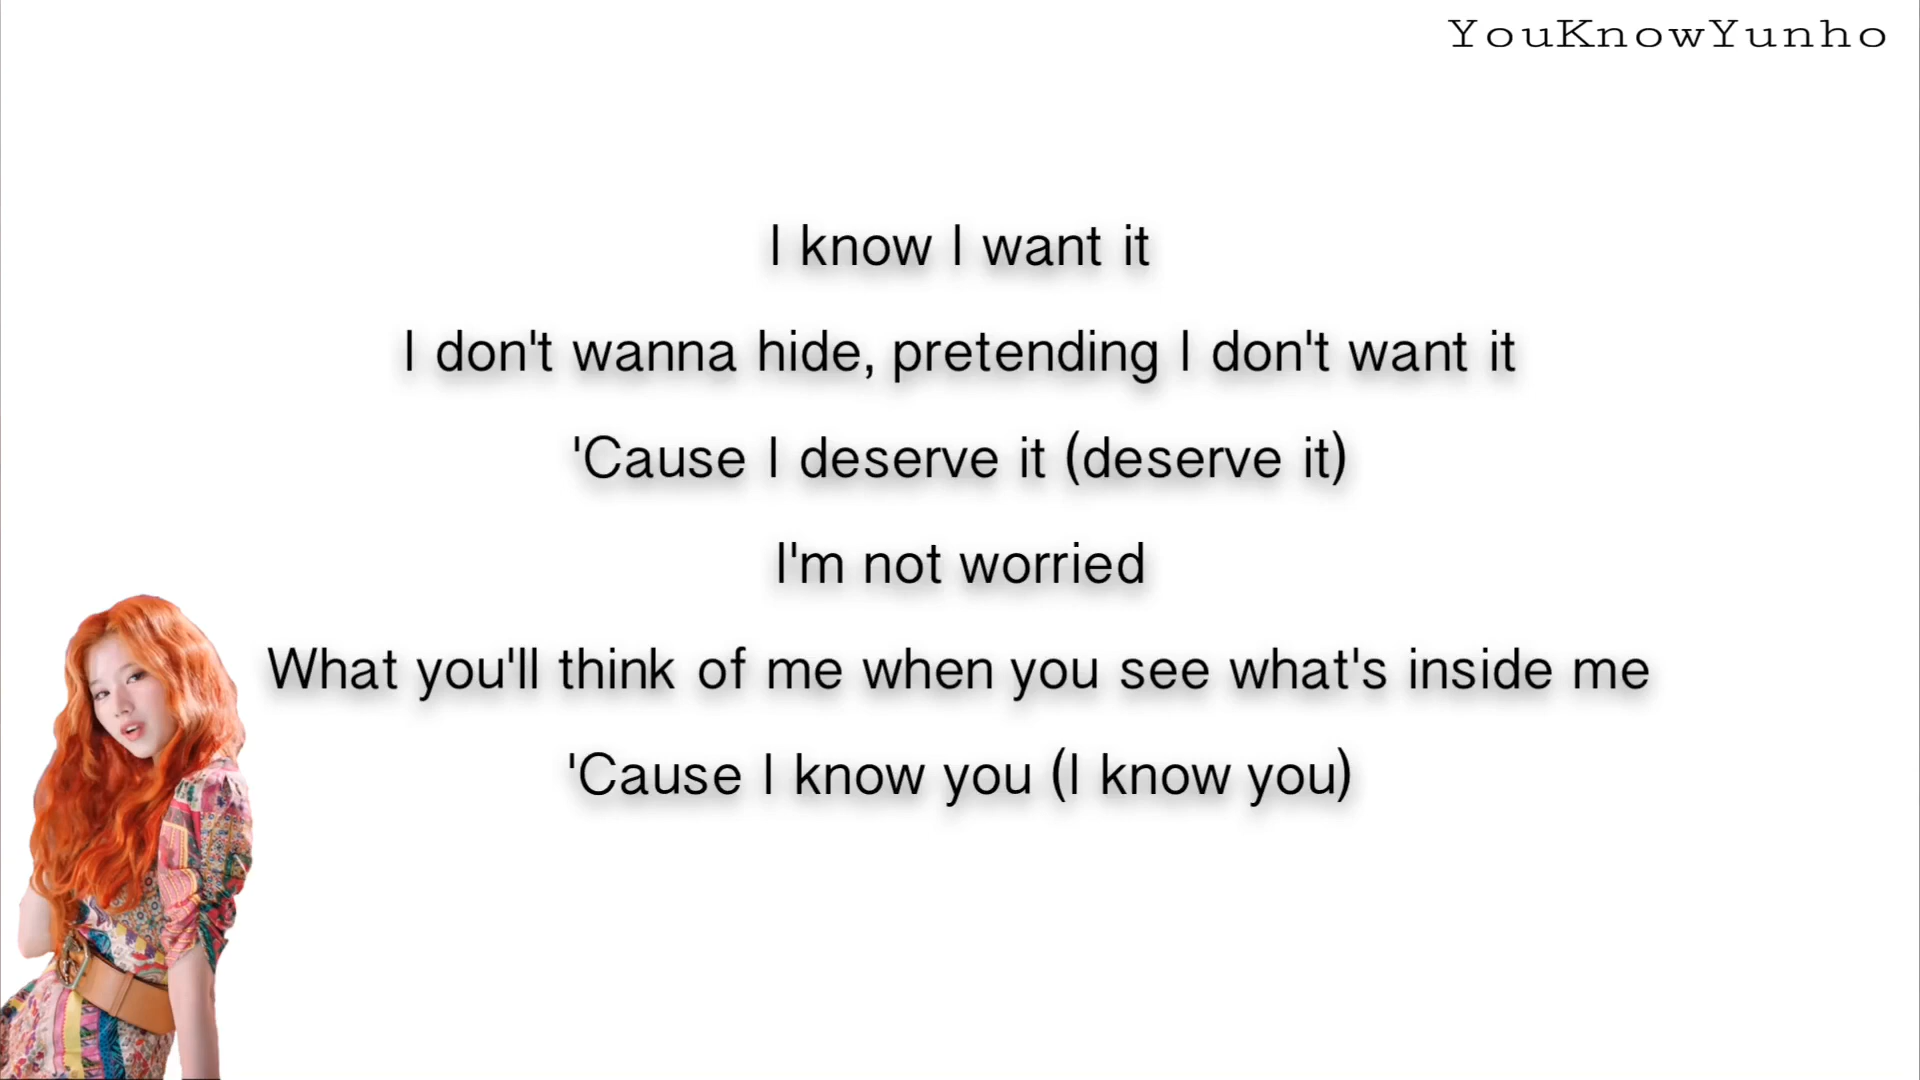 YouKnowYunho
I know I want it
I don't wanna hide, pretending I don't want it
'Cause I deserve it (deserve it)
I'm not worried
What you'll think of me when you see what's inside me
'Cause I know you (I know you)